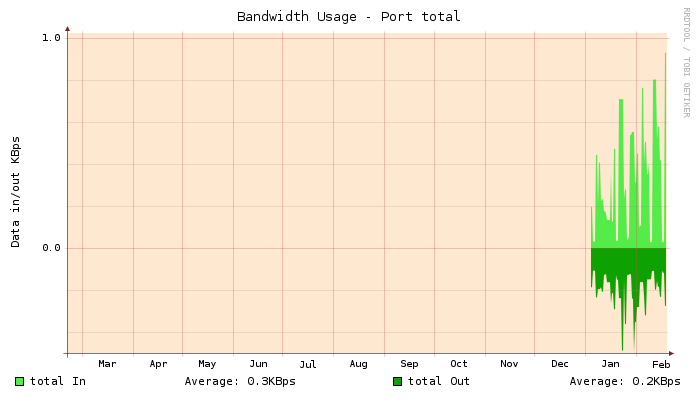 Bandwidth Usage - Port total
RRDTOOL / TOBI OETIKER
Data in/out KBps
1.0
0.0
Mar Apr May Jun Jul Aug Sep Oct Nov Dec Jan Feb
total In Average: 0.3KBps total Out Average: 0.2KBps